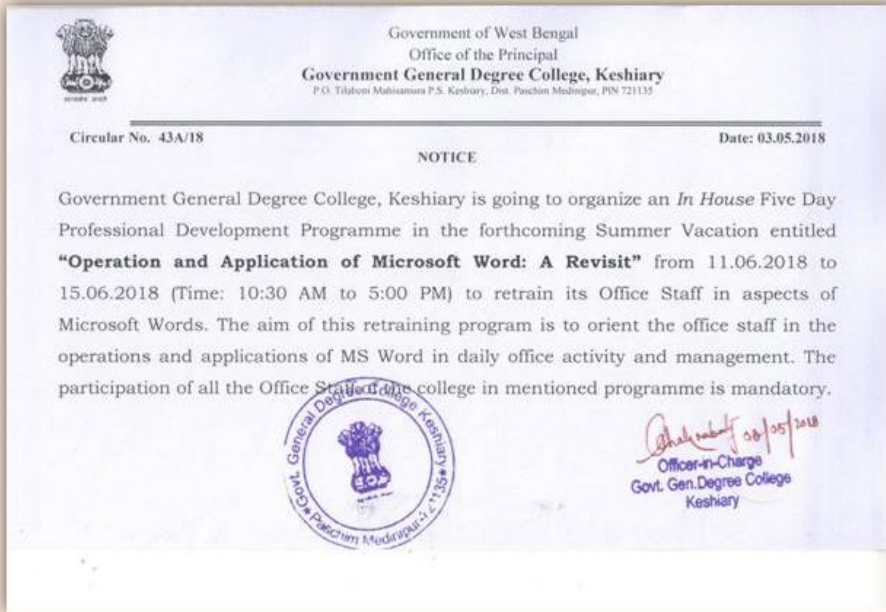 Government of West Bengal
Office of the Principal
Government General Degree College, Keshiary
P.O. Tilaboni Mahisamura P.S. Keshiary, Dist. Paschim Medinipur, PIN 721135
Circular No. 43A/18
Date: 03.05.2018
NOTICE
Government General Degree College, Keshiary is going to organize an In House Five Day
Professional Development Programme in the forthcoming Summer Vacation entitled
“Operation and Application of Microsoft Word: A Revisit” from 11.06.2018 to
15.06.2018 (Time: 10:30 AM to 5:00 PM) to retrain its Office Staff in aspects of
Microsoft Words. The aim of this retraining program is to orient the office staff in the
operations and applications of MS Word in daily office activity and management. The
participation of all the Office Staff of the college in mentioned programme is mandatory.
Govt. General Degree College Keshiary
Paschim Medinipur-721135
/05/2018
Officer-in-Charge
Govt. Gen.Degree College
Keshiary